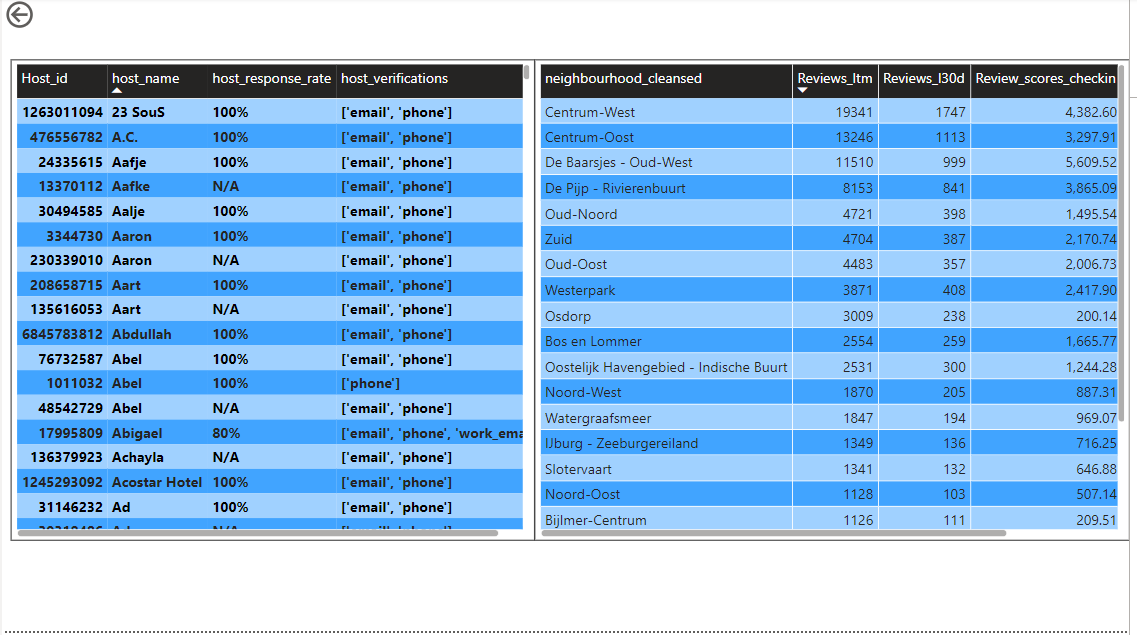 Host_id host_name host_response_rate host_verifications
1263011094 23 SouS 100% ['email', 'phone']
476556782 A.C. 100% ['email', 'phone']
24335615 Aafje 100% ['email', 'phone']
13370112 Aafke N/A ['email', 'phone']
30494585 Aalje 100% ['email', 'phone']
3344730 Aaron 100% ['email', 'phone']
230339010 Aaron N/A ['email', 'phone']
208658715 Aart 100% ['email', 'phone']
135616053 Aart N/A ['email', 'phone']
6845783812 Abdullah 100% ['email', 'phone']
76732587 Abel 100% ['email', 'phone']
1011032 Abel 100% ['phone']
48542729 Abel N/A ['email', 'phone']
17995809 Abigael 80% ['email', 'phone', 'work_ema
136379923 Achayla N/A ['email', 'phone']
1245293092 Acostar Hotel 100% ['email', 'phone']
31146232 Ad 100% ['email', 'phone']
neighbourhood_cleansed Reviews_ltm Reviews_l30d Review_scores_checkin
Centrum-West 19341 1747 4,382.60
Centrum-Oost 13246 1113 3,297.91
De Baarsjes - Oud-West 11510 999 5,609.52
De Pijp - Rivierenbuurt 8153 841 3,865.09
Oud-Noord 4721 398 1,495.54
Zuid 4704 387 2,170.74
Oud-Oost 4483 357 2,006.73
Westerpark 3871 408 2,417.90
Osdorp 3009 238 200.14
Bos en Lommer 2554 259 1,665.77
Oostelijk Havengebied - Indische Buurt 2531 300 1,244.28
Noord-West 1870 205 887.31
Watergraafsmeer 1847 194 969.07
IJburg - Zeeburgereiland 1349 136 716.25
Slotervaart 1341 132 646.88
Noord-Oost 1128 103 507.14
Bijlmer-Centrum 1126 111 209.51